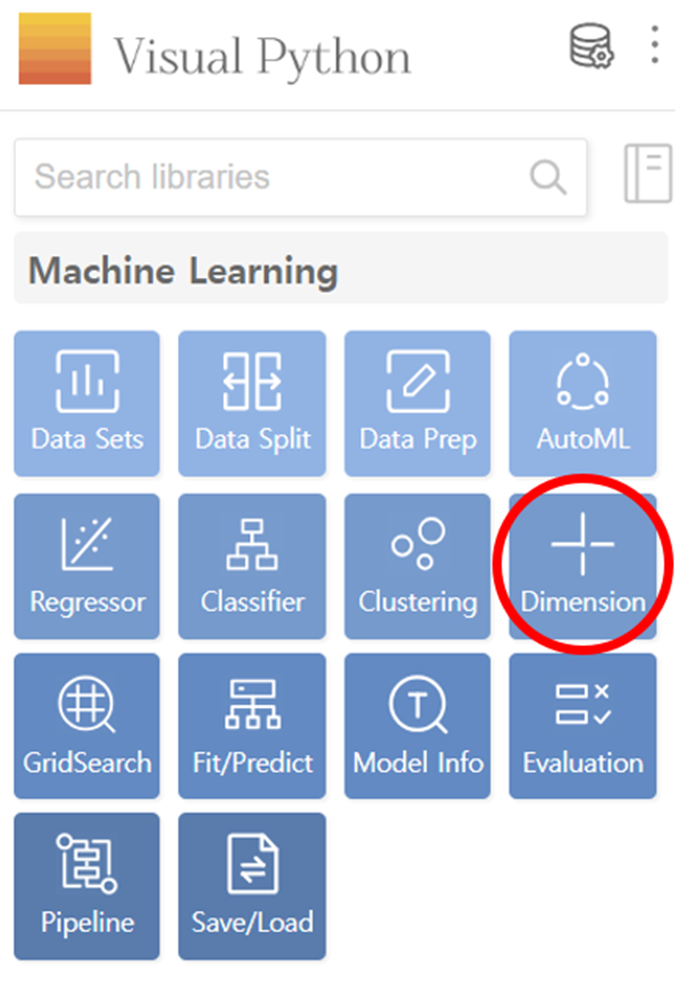 Visual Python
Search libraries
Machine Learning
Data Sets
Data Split
Data Prep
AutoML
Regressor
Classifier
Clustering
Dimension
GridSearch
Fit/Predict
Model Info
Evaluation
Pipeline
Save/Load